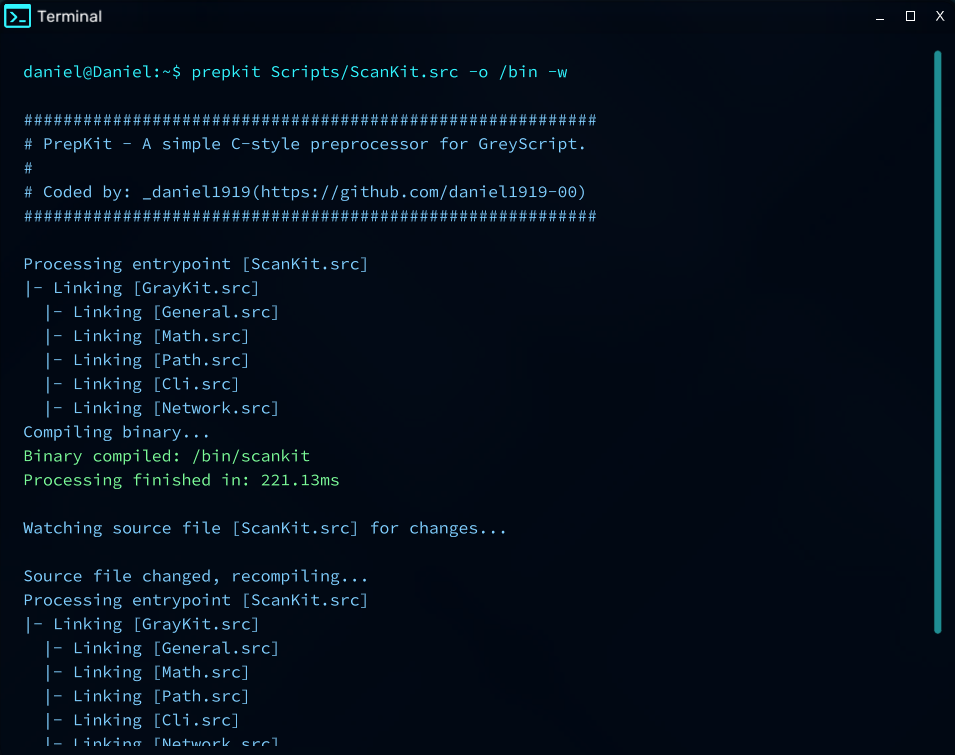 Terminal
daniel@Daniel:~$ prepkit Scripts/ScanKit.src -o /bin -w
##########################################################
# PrepKit - A simple C-style preprocessor for GreyScript.
#
# Coded by: _daniel1919(https://github.com/daniel1919-00)
##########################################################
Processing entrypoint [ScanKit.src]
|- Linking [GrayKit.src]
  |- Linking [General.src]
  |- Linking [Math.src]
  |- Linking [Path.src]
  |- Linking [Cli.src]
  |- Linking [Network.src]
Compiling binary...
Binary compiled: /bin/scankit
Processing finished in: 221.13ms
Watching source file [ScanKit.src] for changes...
Source file changed, recompiling...
Processing entrypoint [ScanKit.src]
|- Linking [GrayKit.src]
  |- Linking [General.src]
  |- Linking [Math.src]
  |- Linking [Path.src]
  |- Linking [Cli.src]
  |- Linking [Network.src]